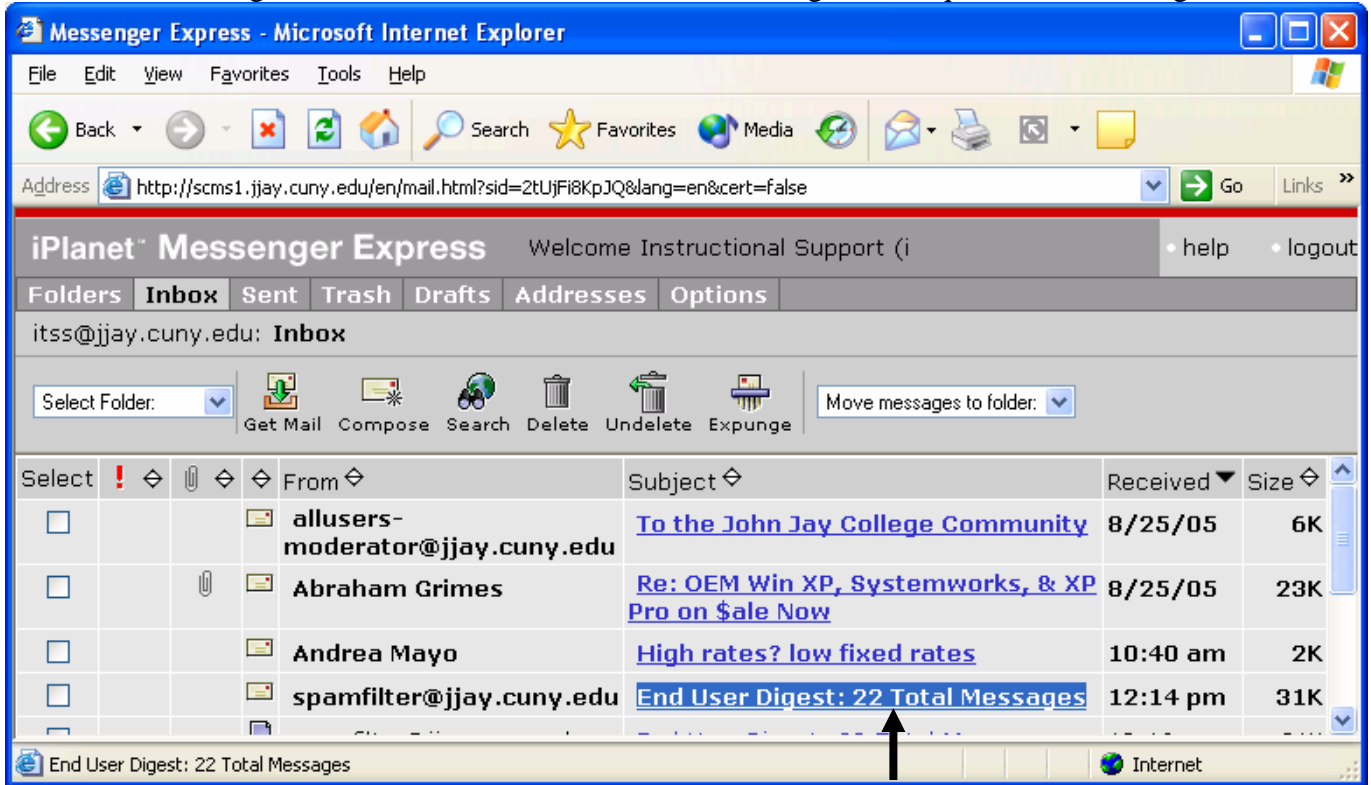 Messenger Express - Microsoft Internet Explorer
File Edit View Favorites Tools Help
Back Search Favorites Media
Address http://scms1.jjay.cuny.edu/en/mail.html?sid=2tUjFi8KpJQ&lang=en&cert=false Go Links »
iPlanet™ Messenger Express Welcome Instructional Support (i help logout
Folders Inbox Sent Trash Drafts Addresses Options
itss@jjay.cuny.edu: Inbox
Select Folder: Get Mail Compose Search Delete Undelete Expunge Move messages to folder:
Select ! From Subject Received Size
allusers-
moderator@jjay.cuny.edu To the John Jay College Community 8/25/05 6K
Abraham Grimes Re: OEM Win XP, Systemworks, & XP 8/25/05 23K
Pro on $ale Now
Andrea Mayo High rates? low fixed rates 10:40 am 2K
spamfilter@jjay.cuny.edu End User Digest: 22 Total Messages 12:14 pm 31K
End User Digest: 22 Total Messages Internet